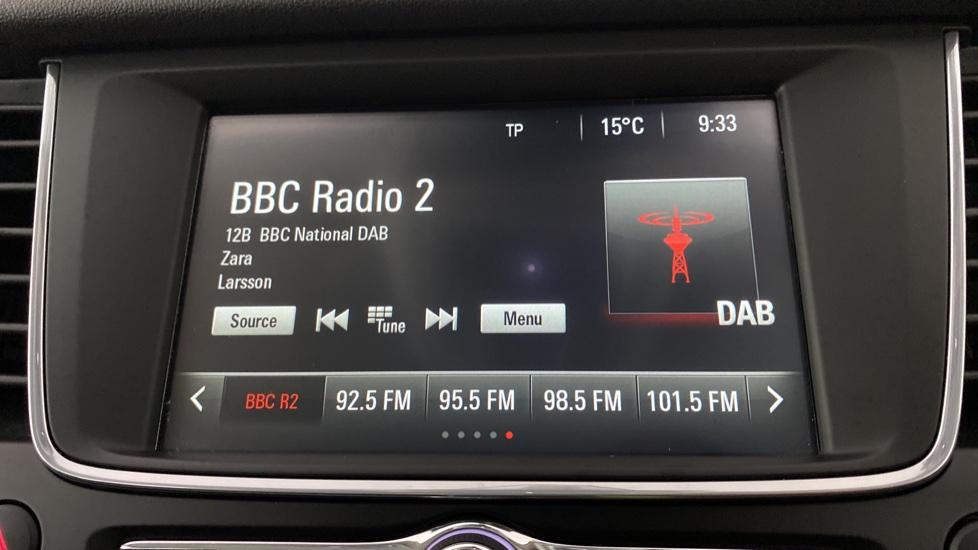 TP 15°C 9:33
BBC Radio 2
12B BBC National DAB
Zara
Larsson
Source Tune Menu
DAB
BBC R2 92.5 FM 95.5 FM 98.5 FM 101.5 FM